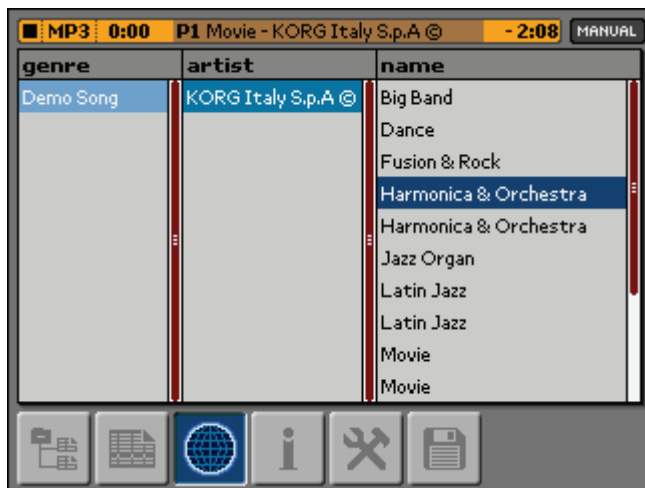 MP3 0:00 P1 Movie - KORG Italy S.p.A © - 2:08 MANUAL
genre artist name
Demo Song KORG Italy S.p.A © Big Band
Dance
Fusion & Rock
Harmonica & Orchestra
Harmonica & Orchestra
Jazz Organ
Latin Jazz
Latin Jazz
Movie
Movie